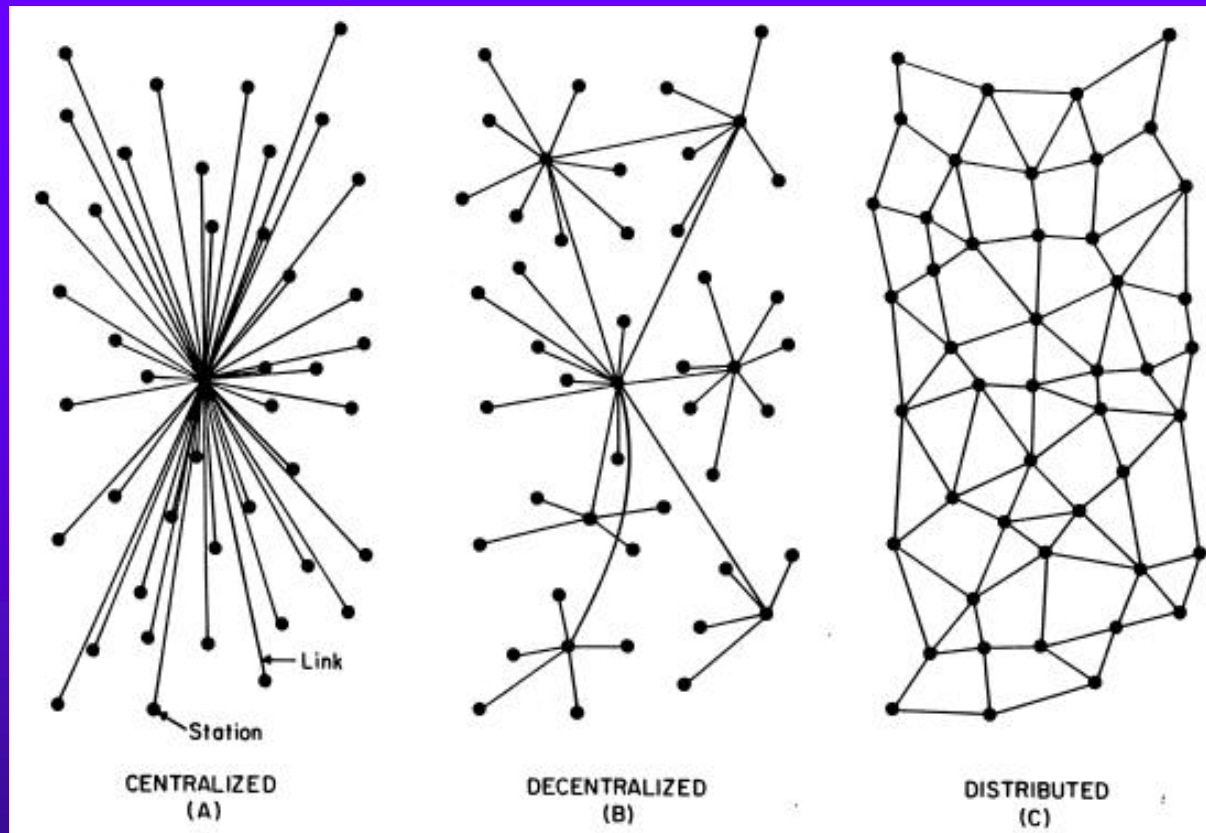 Link
Station
CENTRALIZED
(A)
DECENTRALIZED
(B)
DISTRIBUTED
(C)